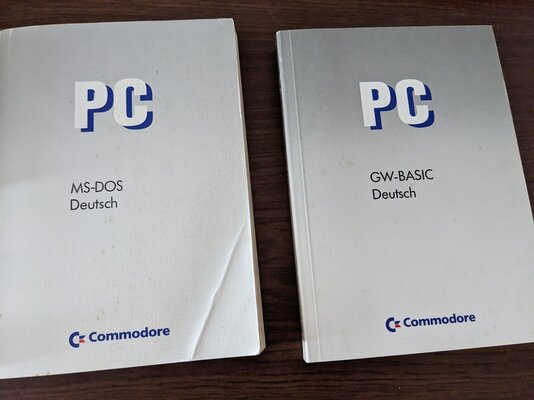 PC
MS-DOS
Deutsch
Commodore
PC
GW-BASIC
Deutsch
Commodore